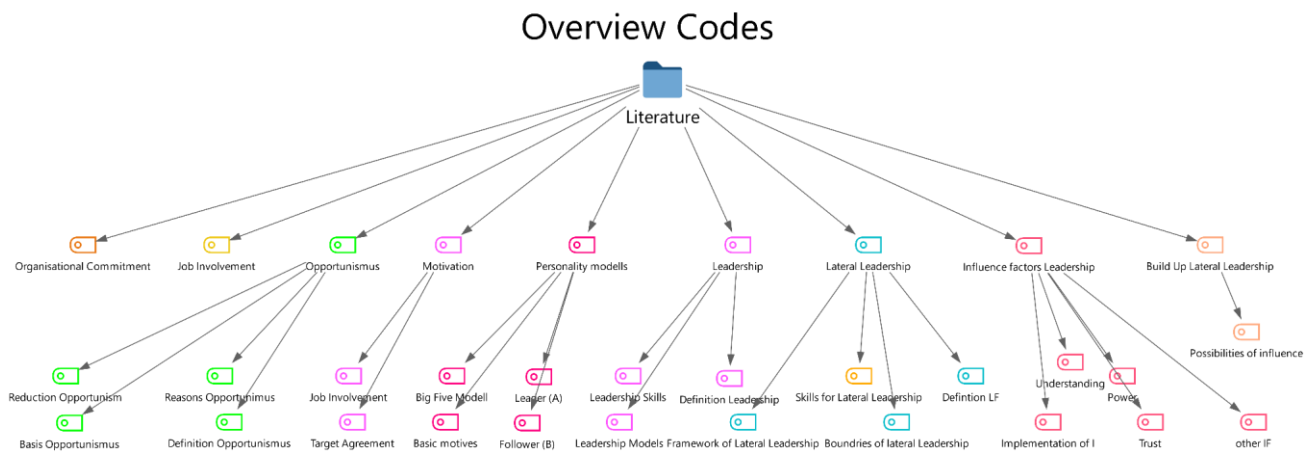 Overview Codes
Literature
Organisational Commitment
Job Involvement
Opportunismus
Motivation
Personality modells
Leadership
Lateral Leadership
Influence factors Leadership
Build Up Lateral Leadership
Possibilities of influence
Reduction Opportunism
Reasons Opportunimus
Job Involvement
Big Five Modell
Leader (A)
Leadership Skills
Definition Leadership
Skills for Lateral Leadership
Defintion LF
Understanding
Power
Basis Opportunismus
Definition Opportunismus
Target Agreement
Basic motives
Follower (B)
Leadership Models
Framework of Lateral Leadership
Boundries of lateral Leadership
Implementation of I
Trust
other IF